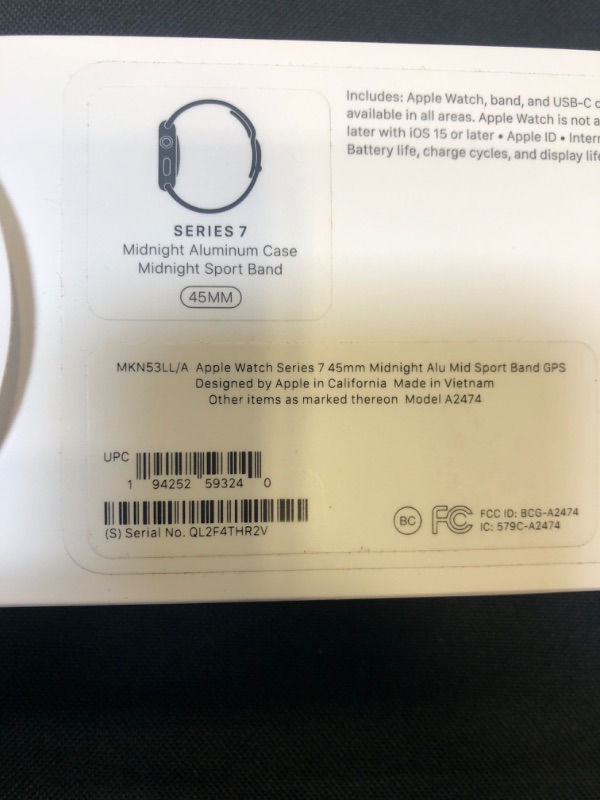 Includes: Apple Watch, band, and USB-C
available in all areas. Apple Watch is not a
later with iOS 15 or later • Apple ID •
Battery life, charge cycles, and display
SERIES 7
Midnight Aluminum Case
Midnight Sport Band
45MM
MKN53LL/A Apple Watch Series 7 45mm Midnight Alu Mid Sport Band GPS
Designed by Apple in California Made in Vietnam
Other items as marked thereon Model A2474
UPC
1 94252 59324 0
(S) Serial No. QL2F4THR2V
BC
FC
FCC ID: BCG-A2474
IC: 579C-A2474